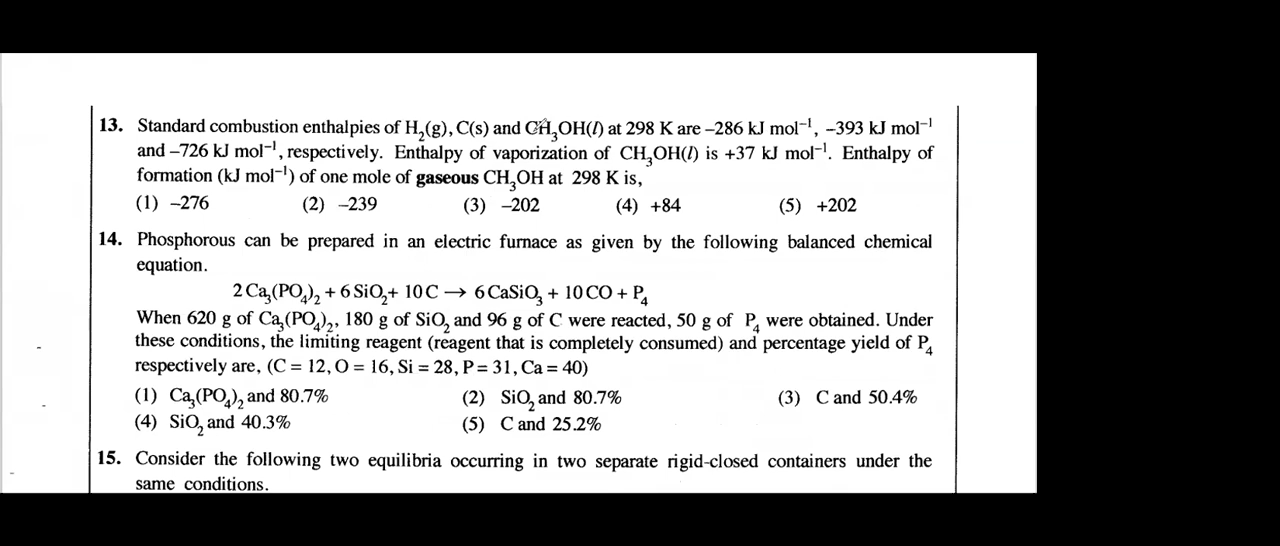 13. Standard combustion enthalpies of H₂(g), C(s) and CH₃OH(l) at 298 K are –286 kJ mol⁻¹, –393 kJ mol⁻¹
and –726 kJ mol⁻¹, respectively. Enthalpy of vaporization of CH₃OH(l) is +37 kJ mol⁻¹. Enthalpy of
formation (kJ mol⁻¹) of one mole of gaseous CH₃OH at 298 K is,
(1) –276 (2) –239 (3) –202 (4) +84 (5) +202
14. Phosphorous can be prepared in an electric furnace as given by the following balanced chemical
equation.
2 Ca₃(PO₄)₂ + 6 SiO₂ + 10 C → 6 CaSiO₃ + 10 CO + P₄
When 620 g of Ca₃(PO₄)₂, 180 g of SiO₂ and 96 g of C were reacted, 50 g of P₄ were obtained. Under
these conditions, the limiting reagent (reagent that is completely consumed) and percentage yield of P₄
respectively are, (C = 12, O = 16, Si = 28, P = 31, Ca = 40)
(1) Ca₃(PO₄)₂ and 80.7% (2) SiO₂ and 80.7% (3) C and 50.4%
(4) SiO₂ and 40.3% (5) C and 25.2%
15. Consider the following two equilibria occurring in two separate rigid-closed containers under the
same conditions.